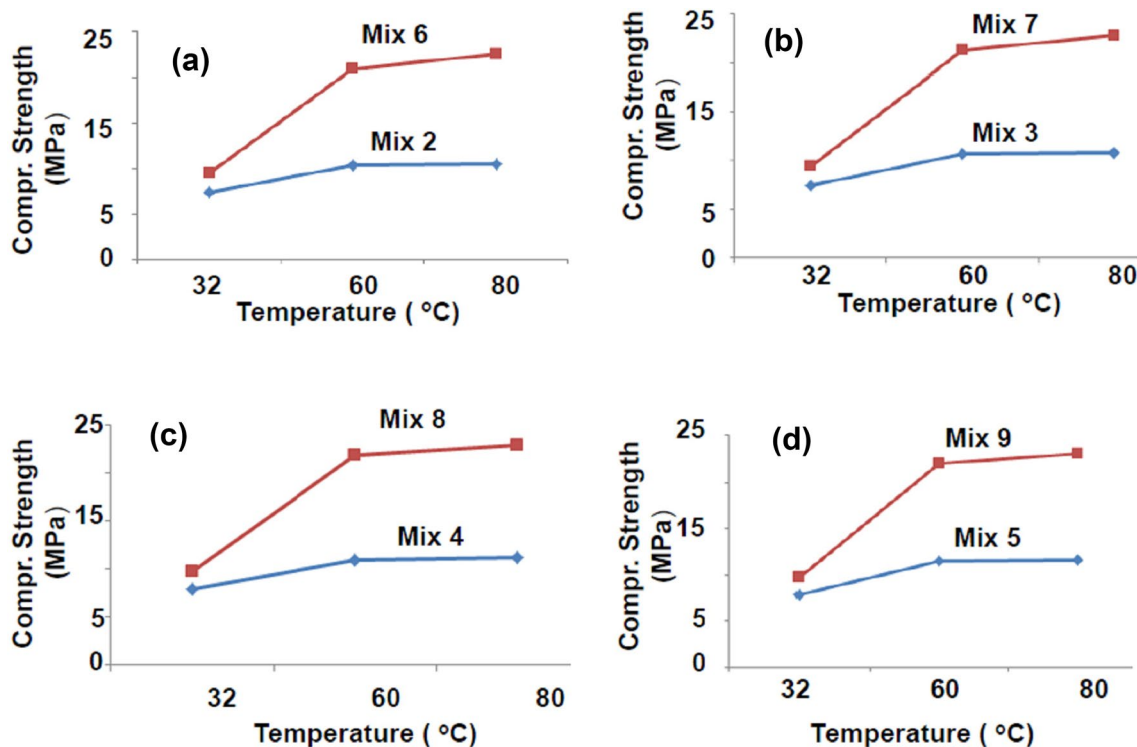 (a)
Compr. Strength
(MPa)
25
15
5
0
Mix 6
Mix 2
32 60 80
Temperature ( °C)
(b)
Compr. Strength
(MPa)
25
15
5
0
Mix 7
Mix 3
32 60 80
Temperature ( °C)
(c)
Compr. Strength
(MPa)
25
15
5
0
Mix 8
Mix 4
32 60 80
Temperature ( °C)
(d)
Compr. Strength
(MPa)
25
15
5
0
Mix 9
Mix 5
32 60 80
Temperature ( °C)